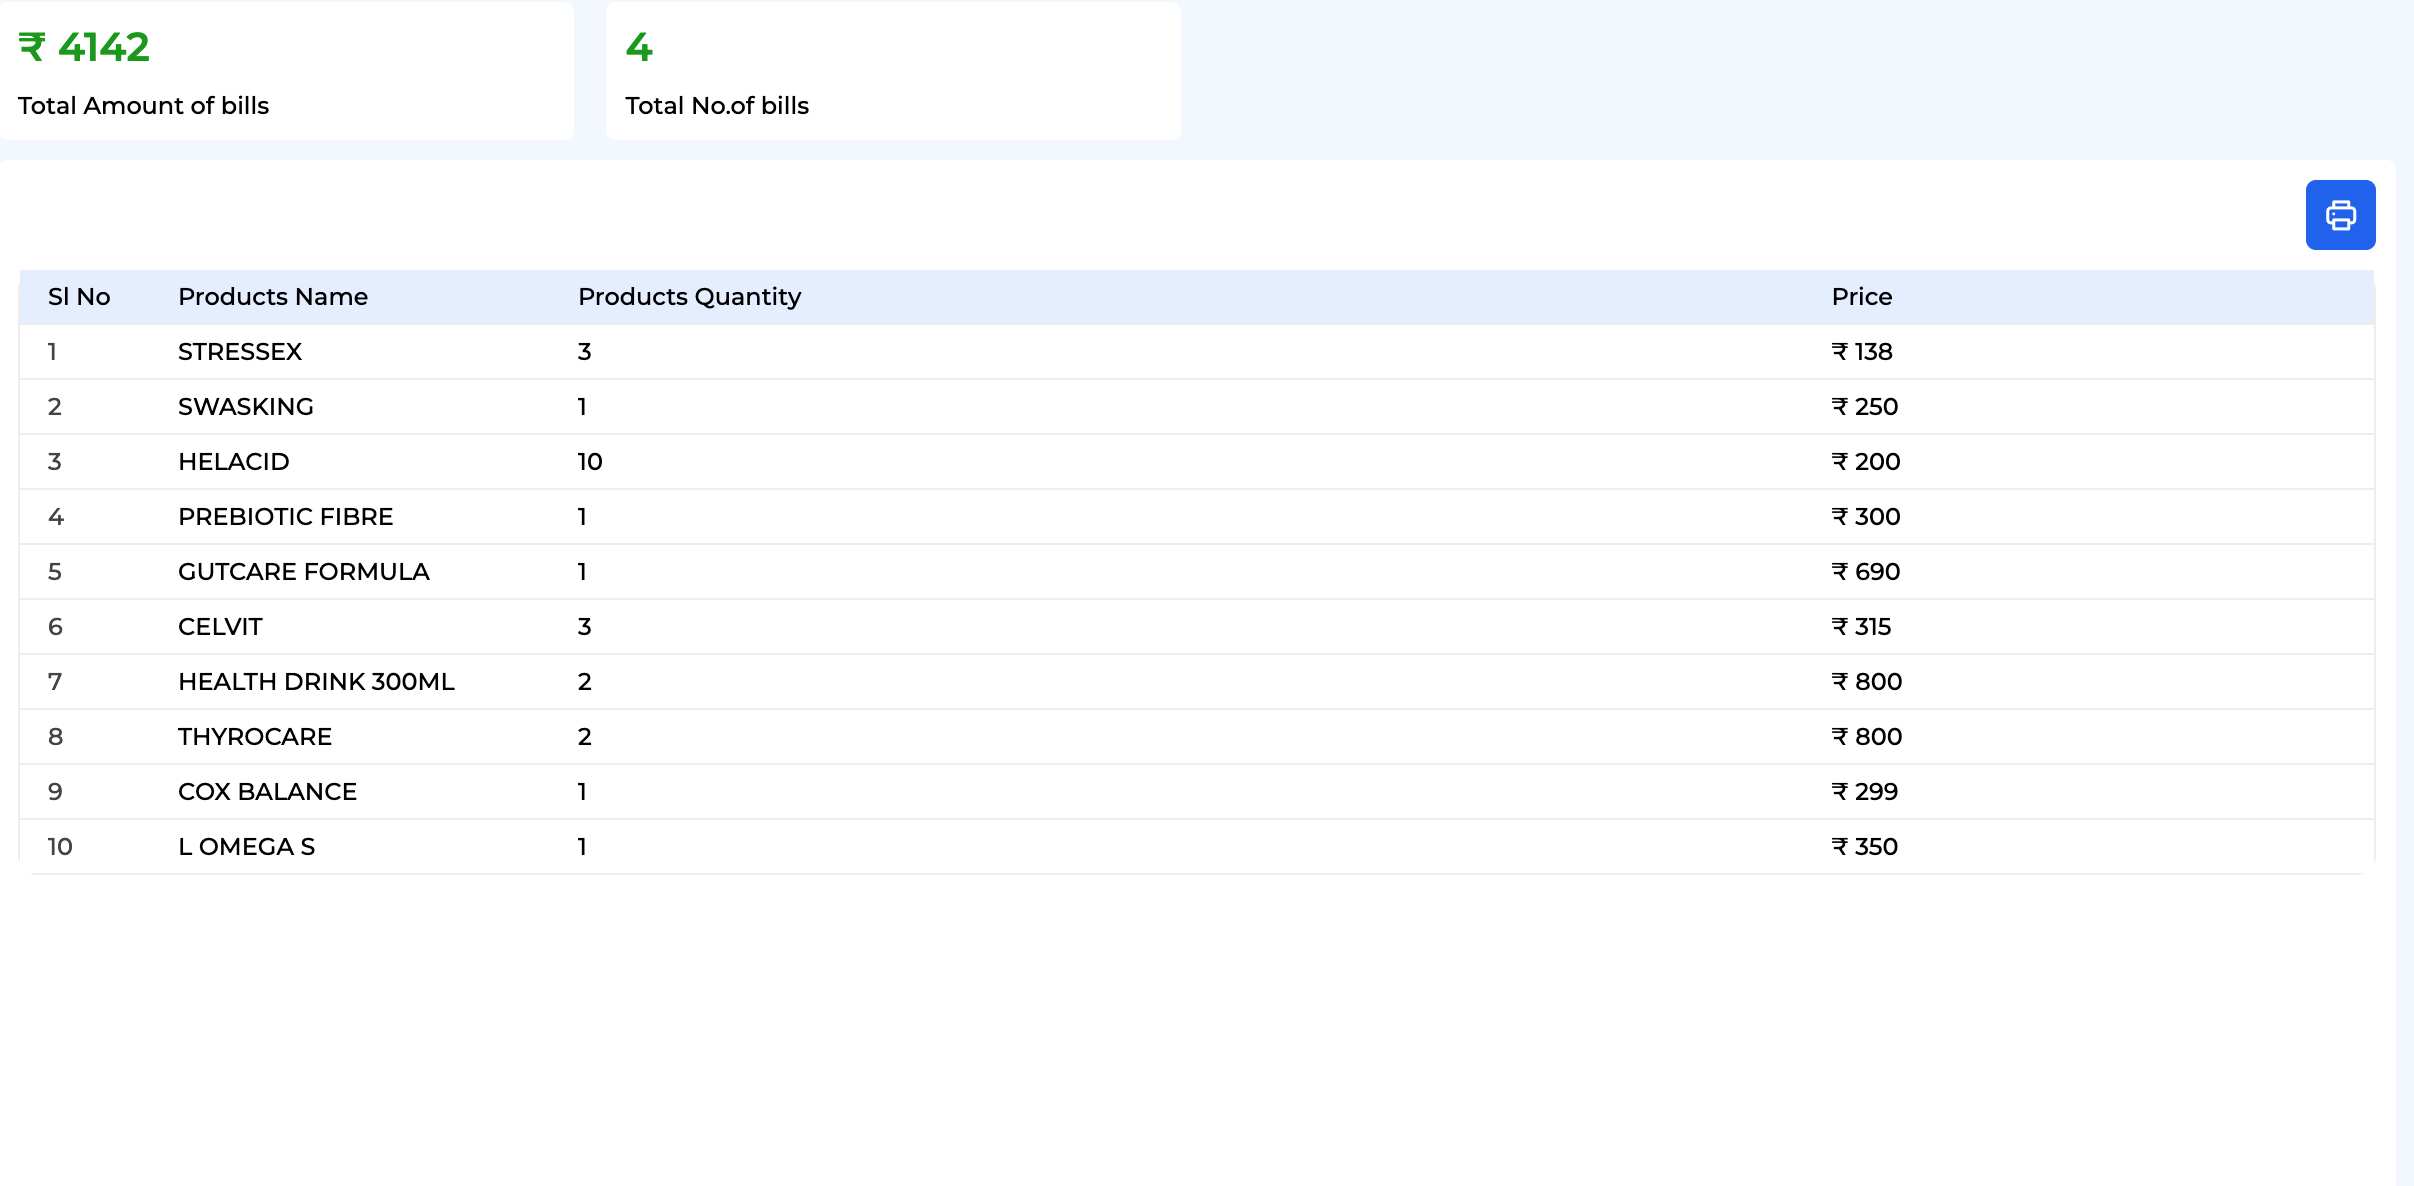 ₹ 4142
Total Amount of bills
4
Total No.of bills
Sl No Products Name Products Quantity Price
1 STRESSEX 3 ₹ 138
2 SWASKING 1 ₹ 250
3 HELACID 10 ₹ 200
4 PREBIOTIC FIBRE 1 ₹ 300
5 GUTCARE FORMULA 1 ₹ 690
6 CELVIT 3 ₹ 315
7 HEALTH DRINK 300ML 2 ₹ 800
8 THYROCARE 2 ₹ 800
9 COX BALANCE 1 ₹ 299
10 L OMEGA S 1 ₹ 350